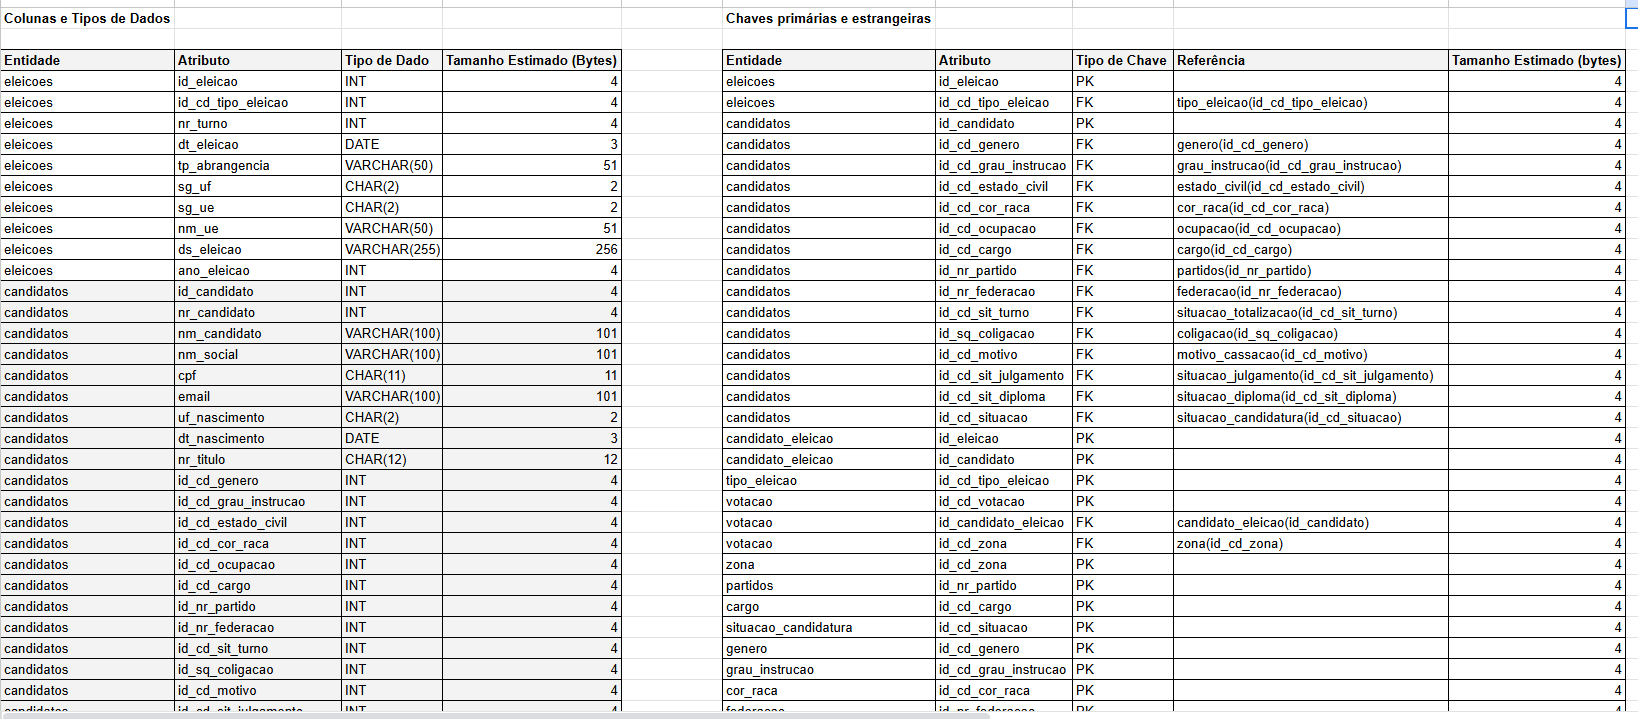 Colunas e Tipos de Dados Chaves primárias e estrangeiras
Entidade Atributo Tipo de Dado Tamanho Estimado (Bytes) Entidade Atributo Tipo de Chave Referência Tamanho Estimado (bytes)
eleicoes id_eleicao INT 4 eleicoes id_eleicao PK 4
eleicoes id_cd_tipo_eleicao INT 4 eleicoes id_cd_tipo_eleicao FK tipo_eleicao(id_cd_tipo_eleicao) 4
eleicoes nr_turno INT 4 candidatos id_candidato PK 4
eleicoes dt_eleicao DATE 3 candidatos id_cd_genero FK genero(id_cd_genero) 4
eleicoes tp_abrangencia VARCHAR(50) 51 candidatos id_cd_grau_instrucao FK grau_instrucao(id_cd_grau_instrucao) 4
eleicoes sg_uf CHAR(2) 2 candidatos id_cd_estado_civil FK estado_civil(id_cd_estado_civil) 4
eleicoes sg_ue CHAR(2) 2 candidatos id_cd_cor_raca FK cor_raca(id_cd_cor_raca) 4
eleicoes nm_ue VARCHAR(50) 51 candidatos id_cd_ocupacao FK ocupacao(id_cd_ocupacao) 4
eleicoes ds_eleicao VARCHAR(255) 256 candidatos id_cd_cargo FK cargo(id_cd_cargo) 4
eleicoes ano_eleicao INT 4 candidatos id_nr_partido FK partidos(id_nr_partido) 4
candidatos id_candidato INT 4 candidatos id_nr_federacao FK federacao(id_nr_federacao) 4
candidatos nr_candidato INT 4 candidatos id_cd_sit_turno FK situacao_totalizacao(id_cd_sit_turno) 4
candidatos nm_candidato VARCHAR(100) 101 candidatos id_sq_coligacao FK coligacao(id_sq_coligacao) 4
candidatos nm_social VARCHAR(100) 101 candidatos id_cd_motivo FK motivo_cassacao(id_cd_motivo) 4
candidatos cpf CHAR(11) 11 candidatos id_cd_sit_julgamento FK situacao_julgamento(id_cd_sit_julgamento) 4
candidatos email VARCHAR(100) 101 candidatos id_cd_sit_diploma FK situacao_diploma(id_cd_sit_diploma) 4
candidatos uf_nascimento CHAR(2) 2 candidatos id_cd_situacao FK situacao_candidatura(id_cd_situacao) 4
candidatos dt_nascimento DATE 3 candidato_eleicao id_eleicao PK 4
candidatos nr_titulo CHAR(12) 12 candidato_eleicao id_candidato PK 4
candidatos id_cd_genero INT 4 tipo_eleicao id_cd_tipo_eleicao PK 4
candidatos id_cd_grau_instrucao INT 4 votacao id_cd_votacao PK 4
candidatos id_cd_estado_civil INT 4 votacao id_candidato_eleicao FK candidato_eleicao(id_candidato) 4
candidatos id_cd_cor_raca INT 4 votacao id_cd_zona FK zona(id_cd_zona) 4
candidatos id_cd_ocupacao INT 4 zona id_cd_zona PK 4
candidatos id_cd_cargo INT 4 partidos id_nr_partido PK 4
candidatos id_nr_partido INT 4 cargo id_cd_cargo PK 4
candidatos id_nr_federacao INT 4 situacao_candidatura id_cd_situacao PK 4
candidatos id_cd_sit_turno INT 4 genero id_cd_genero PK 4
candidatos id_sq_coligacao INT 4 grau_instrucao id_cd_grau_instrucao PK 4
candidatos id_cd_motivo INT 4 cor_raca id_cd_cor_raca PK 4
candidatos id_cd_sit_julgamento INT 4 federacao id_nr_federacao PK 4